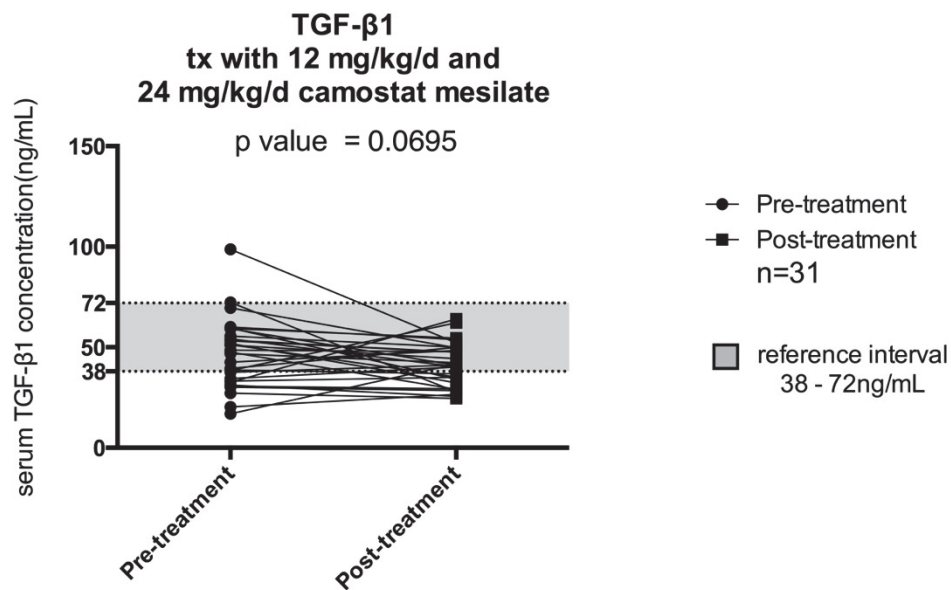 TGF-β1
tx with 12 mg/kg/d and
24 mg/kg/d camostat mesilate
p value = 0.0695
serum TGF-β1 concentration(ng/mL)
150
100
72
50
38
0
Pre-treatment
Post-treatment
Pre-treatment
Post-treatment
n=31
reference interval
38 - 72ng/mL